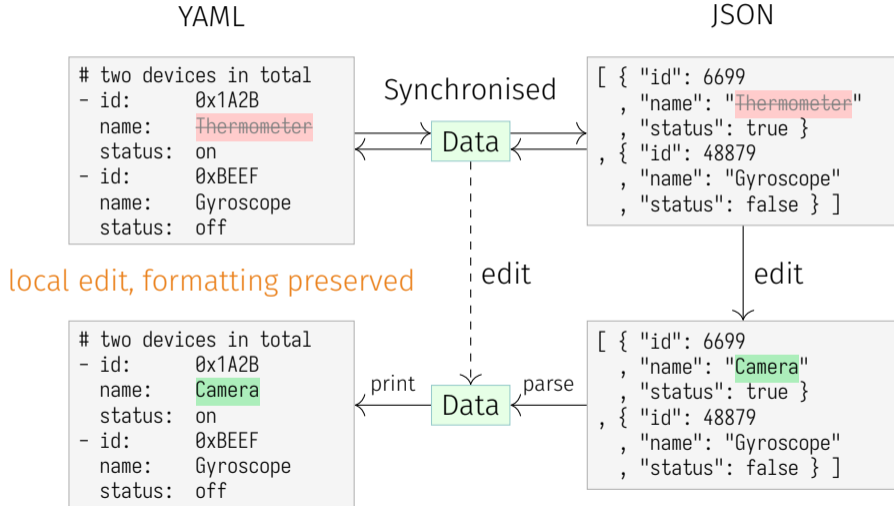 YAML
JSON
# two devices in total
- id:      0x1A2B
  name:    Thermometer
  status:  on
- id:      0xBEEF
  name:    Gyroscope
  status:  off
Synchronised
Data
[ { "id": 6699
  , "name": "Thermometer"
  , "status": true }
, { "id": 48879
  , "name": "Gyroscope"
  , "status": false } ]
local edit, formatting preserved
edit
edit
# two devices in total
- id:      0x1A2B
  name:    Camera
  status:  on
- id:      0xBEEF
  name:    Gyroscope
  status:  off
print
Data
parse
[ { "id": 6699
  , "name": "Camera"
  , "status": true }
, { "id": 48879
  , "name": "Gyroscope"
  , "status": false } ]